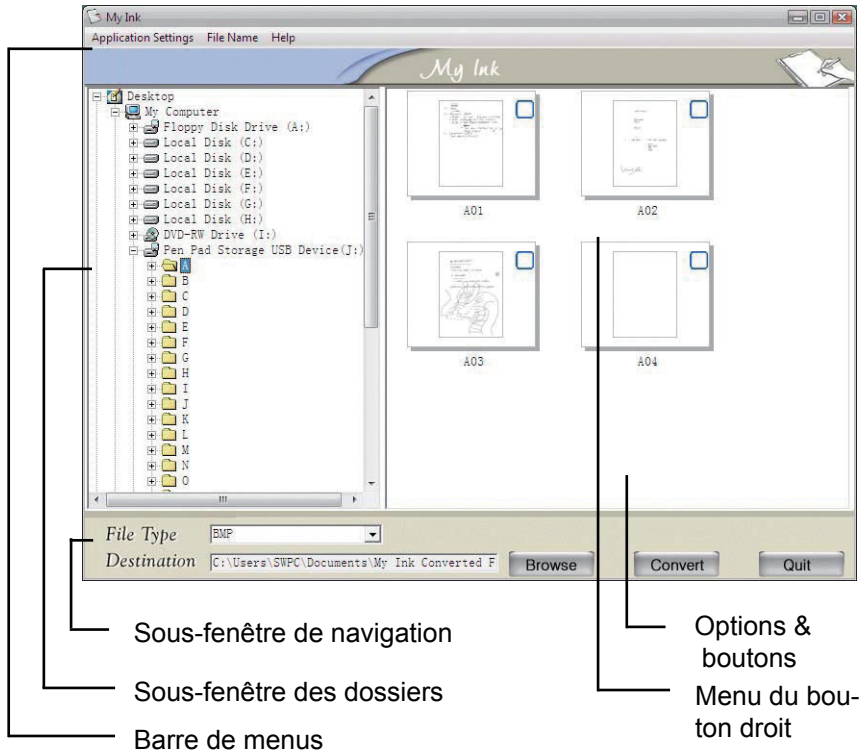 My Ink
Application Settings File Name Help
My Ink
Desktop
My Computer
Floppy Disk Drive (A:)
Local Disk (C:)
Local Disk (D:)
Local Disk (E:)
Local Disk (F:)
Local Disk (G:)
Local Disk (H:)
DVD-RW Drive (I:)
Pen Pad Storage USB Device(J:)
A
B
C
D
E
F
G
H
I
J
K
L
M
N
O
A01
A02
A03
A04
File Type BMP
Destination C:\Users\SWPC\Documents\My Ink Converted F Browse Convert Quit
Sous-fenêtre de navigation
Sous-fenêtre des dossiers
Barre de menus
Options &
boutons
Menu du bou-
ton droit